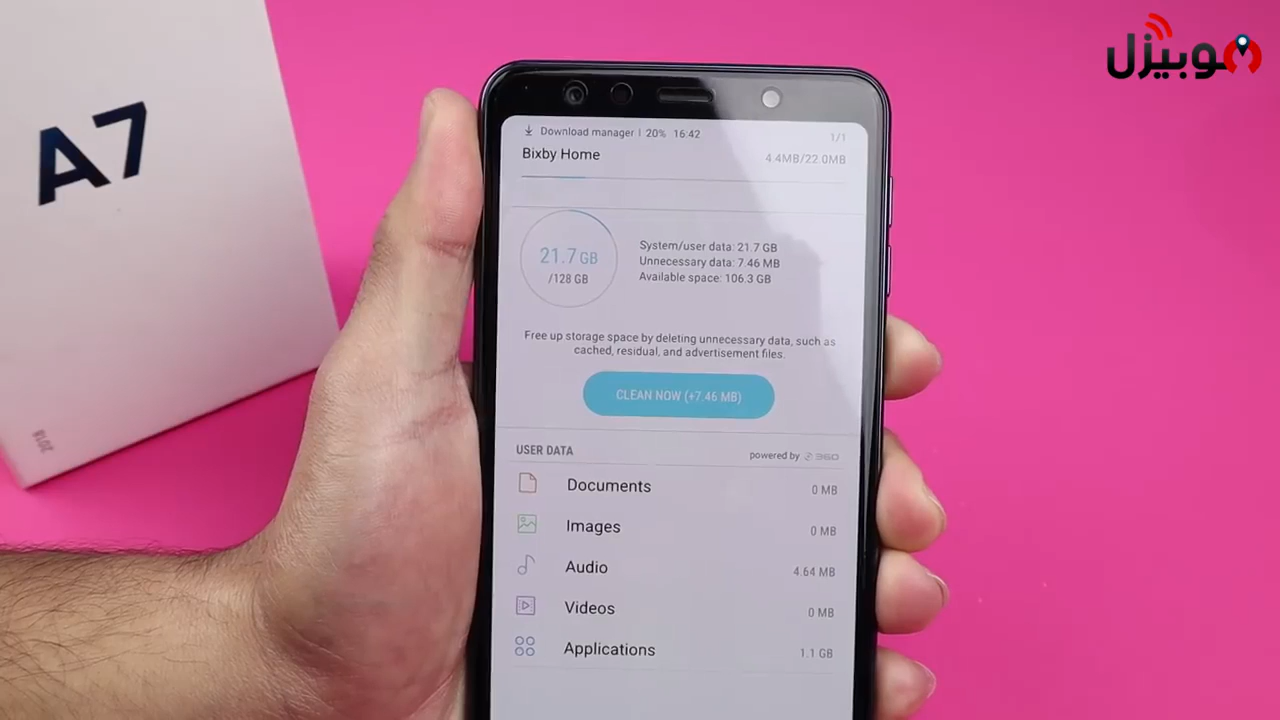 موبيزل
A7
2018
Download manager | 20% 16:42
1/1
Bixby Home
4.4MB/22.0MB
21.7 GB
/128 GB
System/user data: 21.7 GB
Unnecessary data: 7.46 MB
Available space: 106.3 GB
Free up storage space by deleting unnecessary data, such as
cached, residual, and advertisement files.
CLEAN NOW (+7.46 MB)
USER DATA
powered by 360
Documents 0 MB
Images 0 MB
Audio 4.64 MB
Videos 0 MB
Applications 1.1 GB